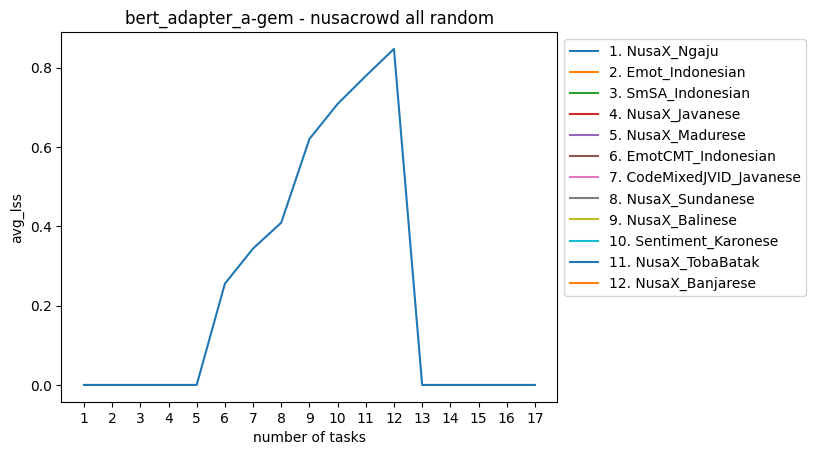 bert_adapter_a-gem - nusacrowd all random
avg_lss
0.8
0.6
0.4
0.2
0.0
1 2 3 4 5 6 7 8 9 10 11 12 13 14 15 16 17
number of tasks
1. NusaX_Ngaju
2. Emot_Indonesian
3. SmSA_Indonesian
4. NusaX_Javanese
5. NusaX_Madurese
6. EmotCMT_Indonesian
7. CodeMixedJVID_Javanese
8. NusaX_Sundanese
9. NusaX_Balinese
10. Sentiment_Karonese
11. NusaX_TobaBatak
12. NusaX_Banjarese